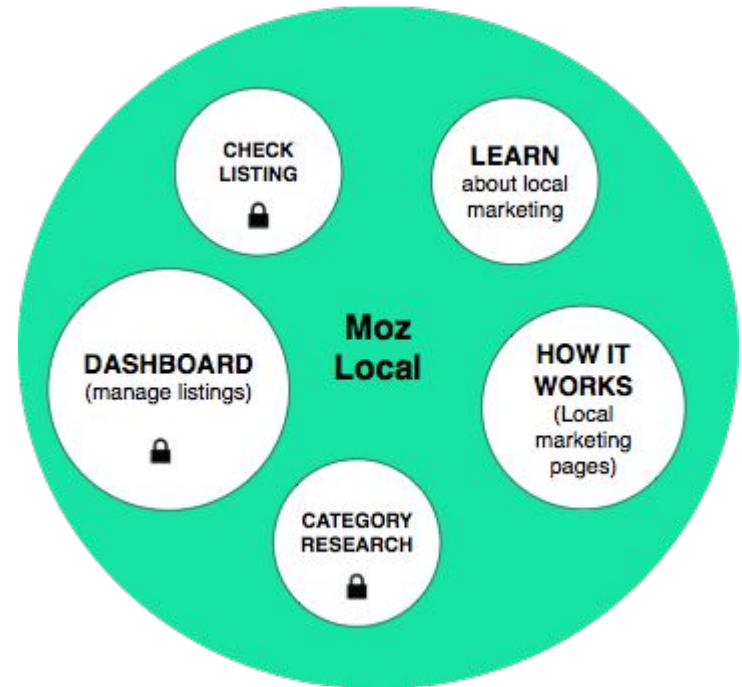 CHECK
LISTING
LEARN
about local
marketing
Moz
Local
DASHBOARD
(manage listings)
HOW IT
WORKS
(Local
marketing
pages)
CATEGORY
RESEARCH